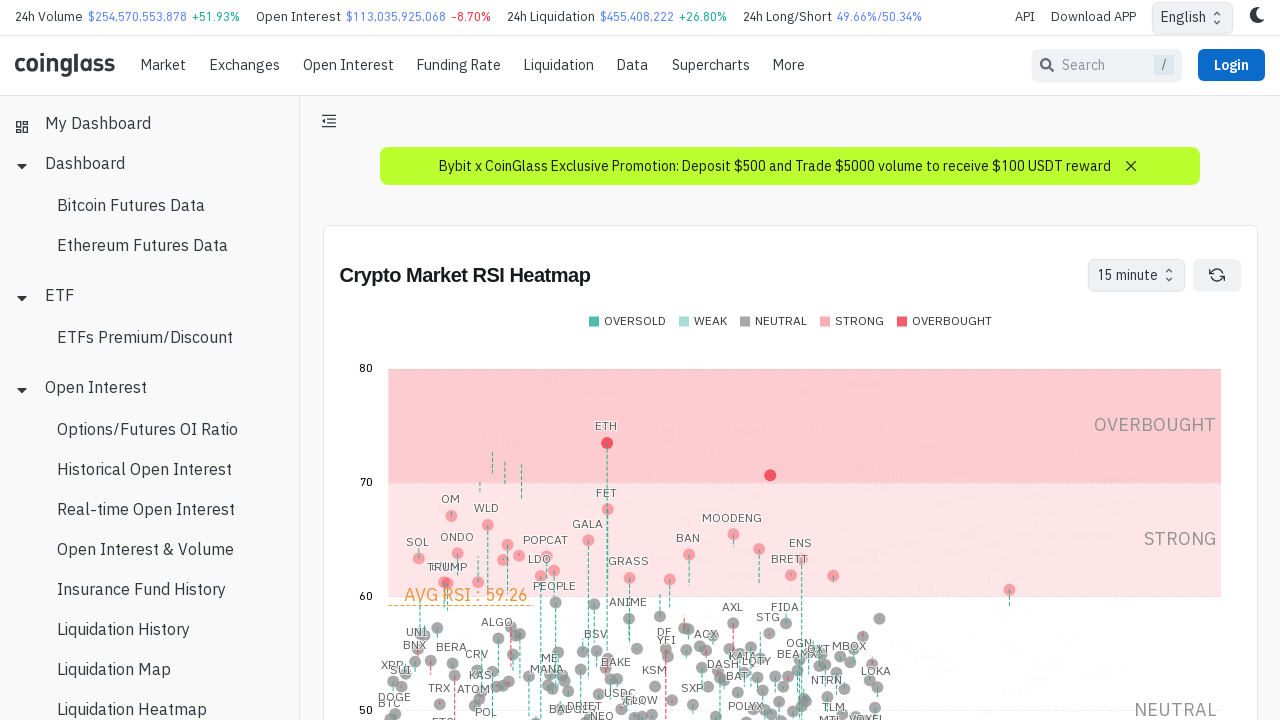 24h Volume $254,570,553,878 +51.93% Open Interest $113,035,925,068 -8.70% 24h Liquidation $455,408,222 +26.80% 24h Long/Short 49.66%/50.34% API Download APP English
coinglass Market Exchanges Open Interest Funding Rate Liquidation Data Supercharts More Search / Login
My Dashboard
Dashboard
Bitcoin Futures Data
Ethereum Futures Data
ETF
ETFs Premium/Discount
Open Interest
Options/Futures OI Ratio
Historical Open Interest
Real-time Open Interest
Open Interest & Volume
Insurance Fund History
Liquidation History
Liquidation Map
Liquidation Heatmap
Bybit x CoinGlass Exclusive Promotion: Deposit $500 and Trade $5000 volume to receive $100 USDT reward
Crypto Market RSI Heatmap
15 minute
OVERSOLD WEAK NEUTRAL STRONG OVERBOUGHT
80
OVERBOUGHT
ETH
70
FET
OM
WLD
MOODENG
GALA
SOL
ONDO
POPCAT
BAN
ENS
STRONG
LDO
GRASS
BRETT
TRUMP
PEOPLE
60
AVG RSI : 59.26
ANIME
AXL
FIDA
STG
ALGO
UNI
BSV
ACX
YFI
BNX
BERA
CRV
OGN
MBOX
BEAMX
ME
BAKE
DASH
XRP
SUI
KAS
MANA
KSM
BAT
NTRN
TRX
ATOM
USDC
SXP
DOGE
BTC
POLYX
TLM
POL
NEO
VOXEL
50
NEUTRAL